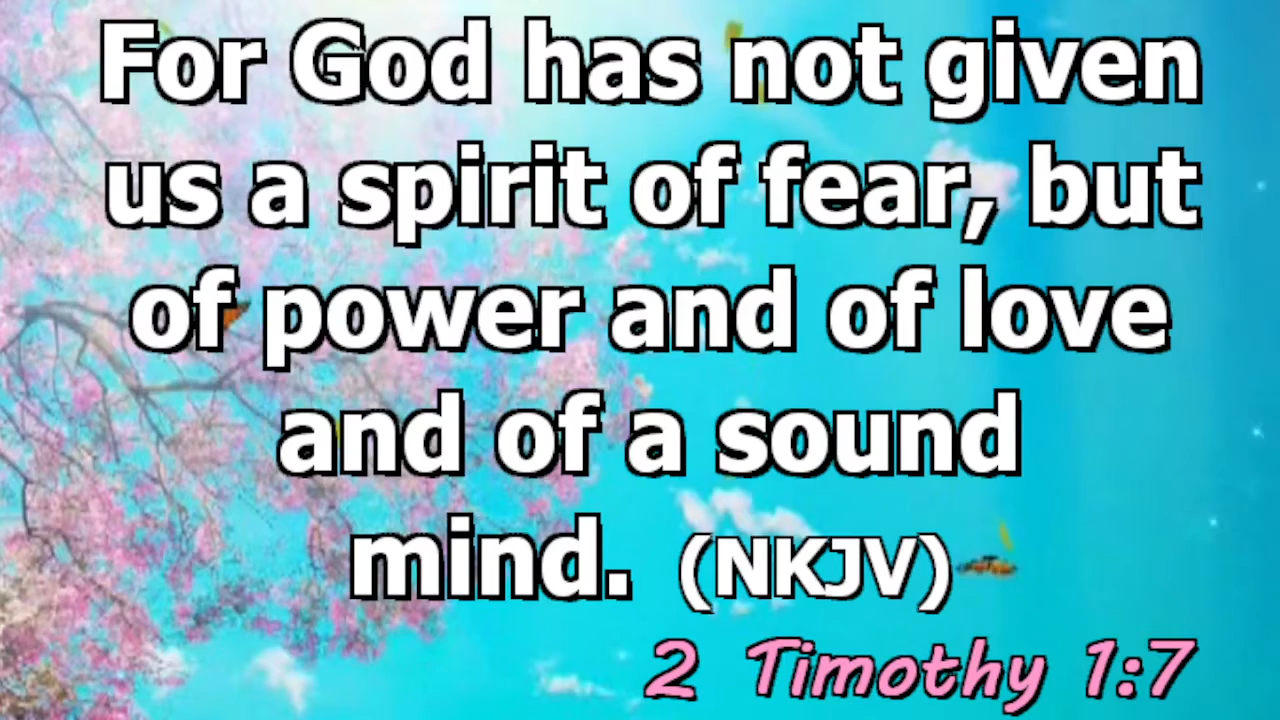 For God has not given
us a spirit of fear, but
of power and of love
and of a sound
mind. (NKJV)
2 Timothy 1:7